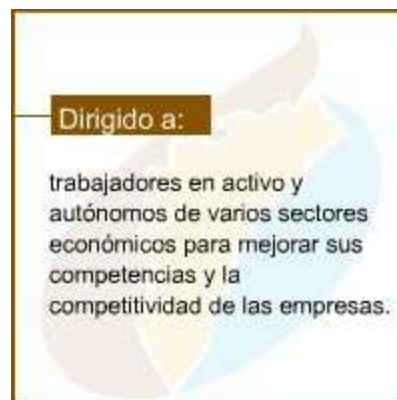 Dirigido a:
trabajadores en activo y
autónomos de varios sectores
económicos para mejorar sus
competencias y la
competitividad de las empresas.